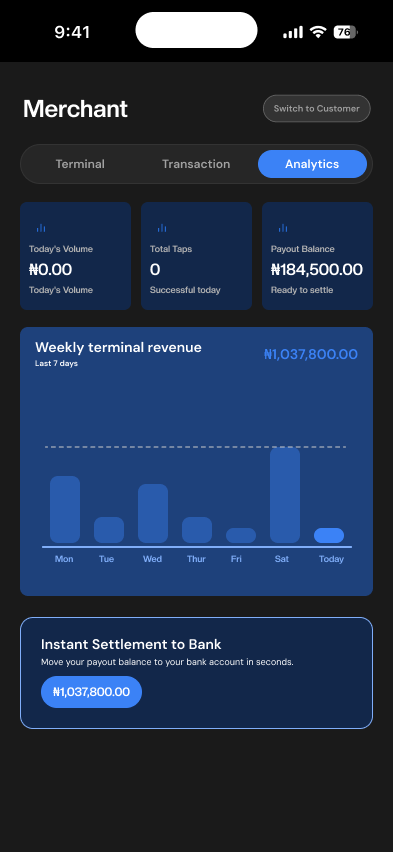 9:41
76
Merchant
Switch to Customer
Terminal Transaction Analytics
Today's Volume
₦0.00
Today's Volume
Total Taps
0
Successful today
Payout Balance
₦184,500.00
Ready to settle
Weekly terminal revenue
Last 7 days
₦1,037,800.00
Mon Tue Wed Thur Fri Sat Today
Instant Settlement to Bank
Move your payout balance to your bank account in seconds.
₦1,037,800.00